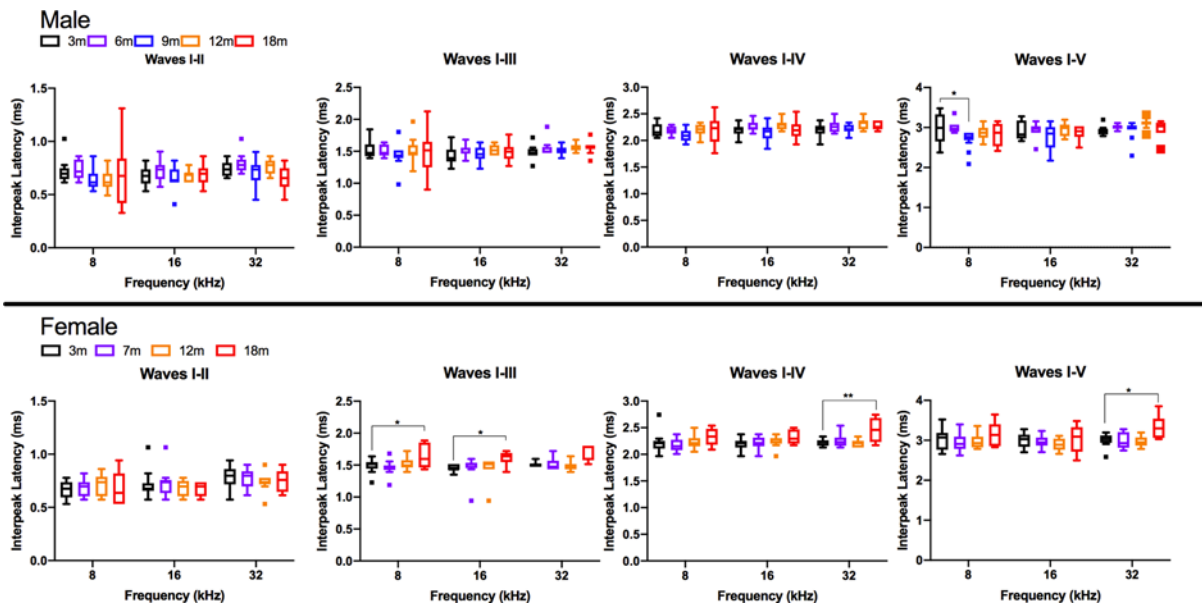 Male
3m 6m 9m 12m 18m
Waves I-II
Waves I-III
Waves I-IV
Waves I-V
Interpeak Latency (ms)
1.5
1.0
0.5
0.0
8 16 32
Frequency (kHz)
Interpeak Latency (ms)
2.5
2.0
1.5
1.0
0.5
0.0
8 16 32
Frequency (kHz)
Interpeak Latency (ms)
3.0
2.5
2.0
1.5
1.0
0.5
0.0
8 16 32
Frequency (kHz)
Interpeak Latency (ms)
4
3
2
1
0
*
8 16 32
Frequency (kHz)
Female
3m 7m 12m 18m
Waves I-II
Waves I-III
Waves I-IV
Waves I-V
Interpeak Latency (ms)
1.5
1.0
0.5
0.0
8 16 32
Frequency (kHz)
Interpeak Latency (ms)
2.5
2.0
1.5
1.0
0.5
0.0
* *
8 16 32
Frequency (kHz)
Interpeak Latency (ms)
3.0
2.5
2.0
1.5
1.0
0.5
0.0
**
8 16 32
Frequency (kHz)
Interpeak Latency (ms)
4
3
2
1
0
*
8 16 32
Frequency (kHz)